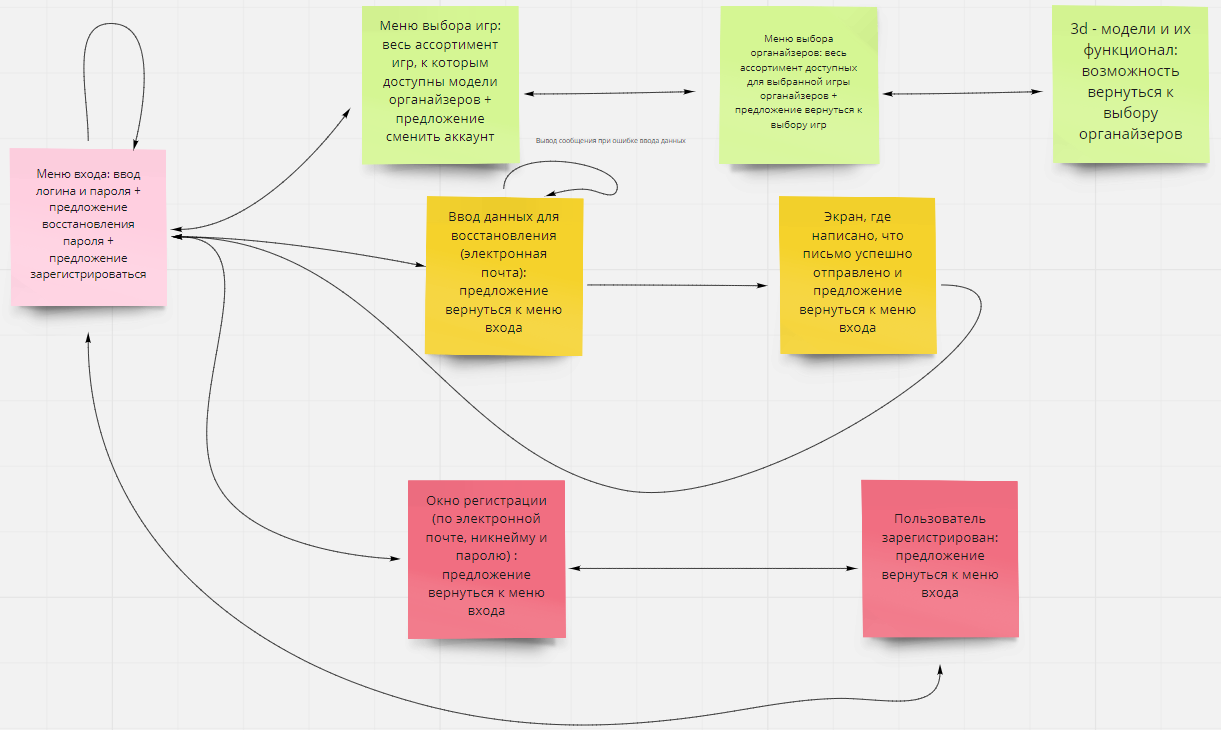 Меню выбора игр:
весь ассортимент
игр, к которым
доступны модели
органайзеров +
предложение
сменить аккаунт
Меню выбора
органайзеров: весь
ассортимент доступных
для выбранной игры
органайзеров +
предложение вернуться к
выбору игр
3d - модели и их
функционал:
возможность
вернуться к
выбору
органайзеров
Вывод сообщения при ошибке ввода данных
Меню входа: ввод
логина и пароля +
предложение
восстановления
пароля +
предложение
зарегистрироваться
Ввод данных для
восстановления
(электронная
почта):
предложение
вернуться к меню
входа
Экран, где
написано, что
письмо успешно
отправлено и
предложение
вернуться к меню
входа
Окно регистрации
(по электронной
почте, никнейму и
паролю) :
предложение
вернуться к меню
входа
Пользователь
зарегистрирован:
предложение
вернуться к меню
входа